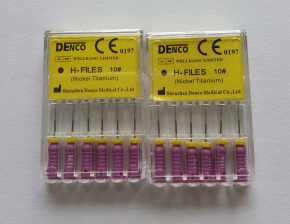 DENCO CE 0197
WELLKANG LIMITED
H-FILES 10#
(Nickel Titanium)
Shenzhen Denco Medical Co.,Ltd
DENCO CE 0197
WELLKANG LIMITED
H-FILES 10#
(Nickel Titanium)
Shenzhen Denco Medical Co.,Ltd